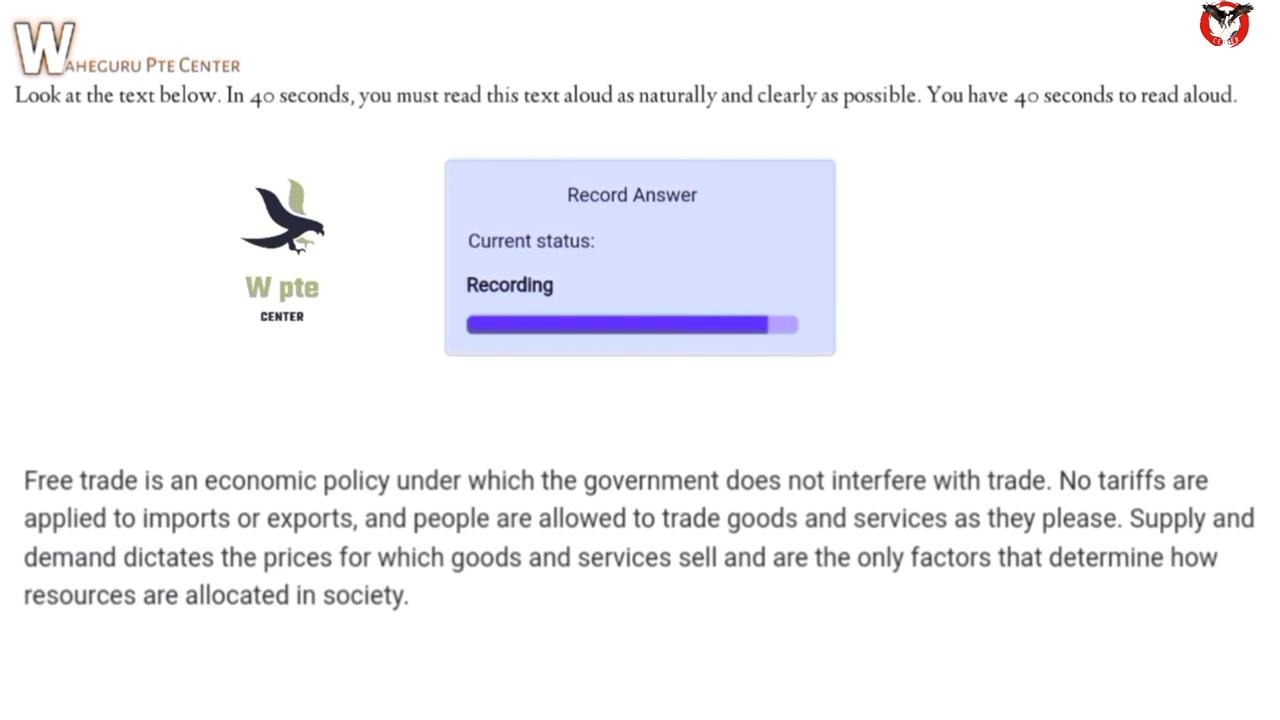 WAHEGURU PTE CENTER
Look at the text below. In 40 seconds, you must read this text aloud as naturally and clearly as possible. You have 40 seconds to read aloud.
Record Answer
Current status:
W pte
CENTER
Recording
Free trade is an economic policy under which the government does not interfere with trade. No tariffs are
applied to imports or exports, and people are allowed to trade goods and services as they please. Supply and
demand dictates the prices for which goods and services sell and are the only factors that determine how
resources are allocated in society.